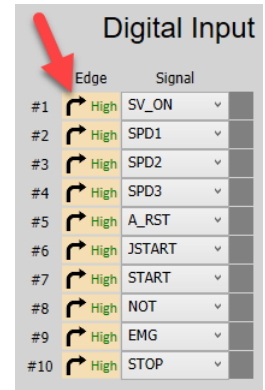 Digital Input
Edge Signal
#1 High SV_ON
#2 High SPD1
#3 High SPD2
#4 High SPD3
#5 High A_RST
#6 High JSTART
#7 High START
#8 High NOT
#9 High EMG
#10 High STOP